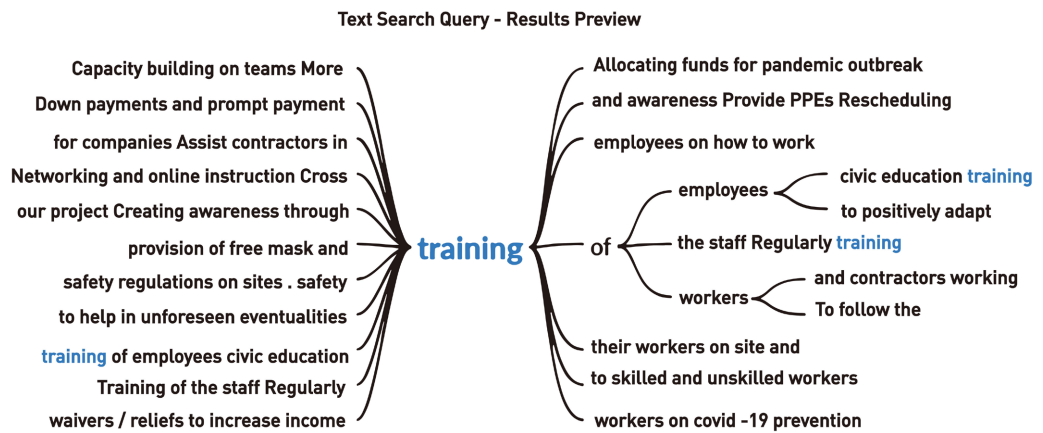 Text Search Query - Results Preview
Capacity building on teams More
Down payments and prompt payment
for companies Assist contractors in
Networking and online instruction Cross
our project Creating awareness through
provision of free mask and
safety regulations on sites . safety
to help in unforeseen eventualities
training of employees civic education
Training of the staff Regularly
waivers / reliefs to increase income
training
Allocating funds for pandemic outbreak
and awareness Provide PPEs Rescheduling
employees on how to work
of
employees
civic education training
to positively adapt
the staff Regularly training
workers
and contractors working
To follow the
their workers on site and
to skilled and unskilled workers
workers on covid -19 prevention